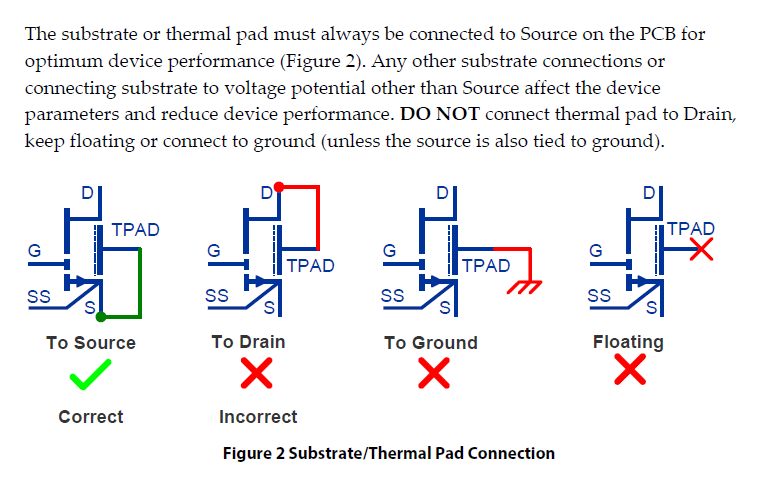 The substrate or thermal pad must always be connected to Source on the PCB for
optimum device performance (Figure 2). Any other substrate connections or
connecting substrate to voltage potential other than Source affect the device
parameters and reduce device performance. DO NOT connect thermal pad to Drain,
keep floating or connect to ground (unless the source is also tied to ground).
D D D D
TPAD TPAD TPAD TPAD
G G G G
SS SS SS SS
S S S S
To Source To Drain To Ground Floating
Correct Incorrect
Figure 2 Substrate/Thermal Pad Connection